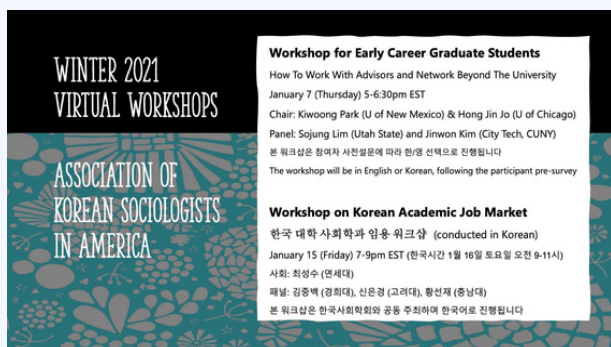 WINTER 2021
VIRTUAL WORKSHOPS
ASSOCIATION OF
KOREAN SOCIOLOGISTS
IN AMERICA
Workshop for Early Career Graduate Students
How To Work With Advisors and Network Beyond The University
January 7 (Thursday) 5-6:30pm EST
Chair: Kiwoong Park (U of New Mexico) & Hong Jin Jo (U of Chicago)
Panel: Sojung Lim (Utah State) and Jinwon Kim (City Tech, CUNY)
본 워크샵은 참여자 사전설문에 따라 한/영 선택으로 진행됩니다
The workshop will be in English or Korean, following the participant pre-survey
Workshop on Korean Academic Job Market
한국 대학 사회학과 임용 워크샵 (conducted in Korean)
January 15 (Friday) 7-9pm EST (한국시간 1월 16일 토요일 오전 9-11시)
사회: 최성수 (연세대)
패널: 김중백 (경희대), 신은경 (고려대), 황선재 (충남대)
본 워크샵은 한국사회학회와 공동 주최하며 한국어로 진행됩니다